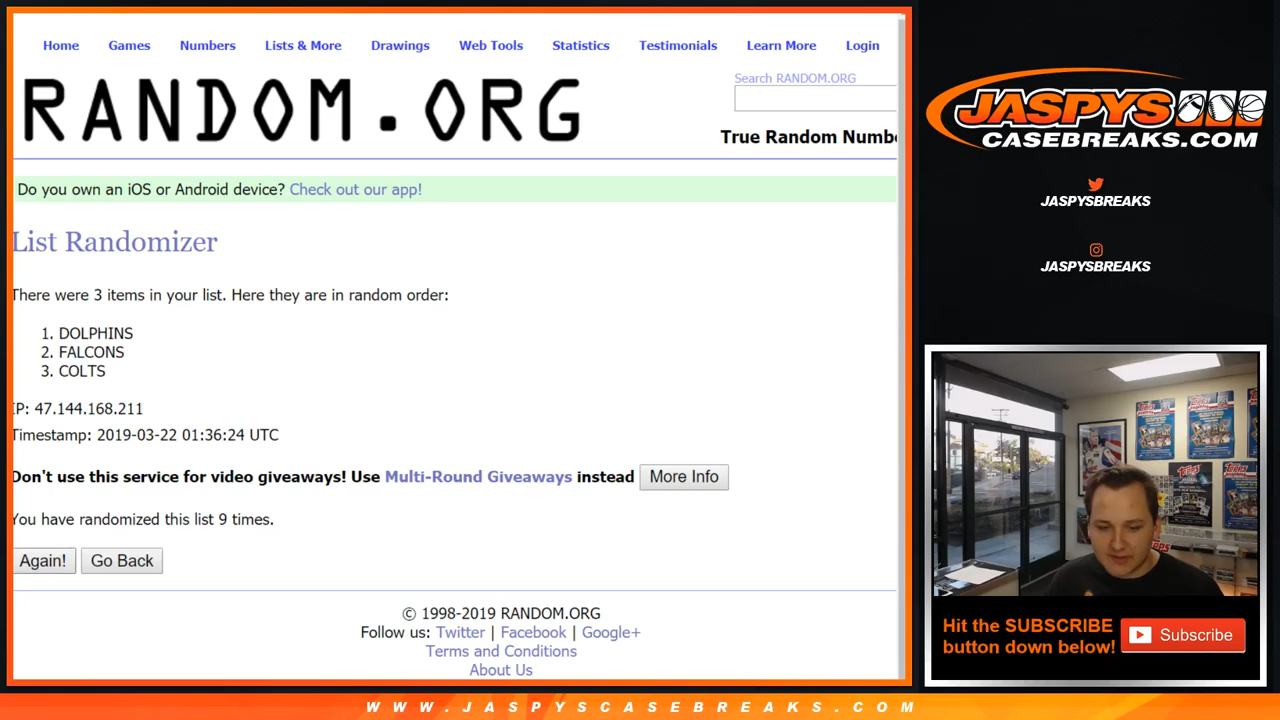 Home Games Numbers Lists & More Drawings Web Tools Statistics Testimonials Learn More Login
RANDOM.ORG
Search RANDOM.ORG
True Random Numbe
Do you own an iOS or Android device? Check out our app!
List Randomizer
There were 3 items in your list. Here they are in random order:
1. DOLPHINS
2. FALCONS
3. COLTS
IP: 47.144.168.211
Timestamp: 2019-03-22 01:36:24 UTC
Don't use this service for video giveaways! Use Multi-Round Giveaways instead More Info
You have randomized this list 9 times.
Again! Go Back
© 1998-2019 RANDOM.ORG
Follow us: Twitter | Facebook | Google+
Terms and Conditions
About Us
JASPYS
CASEBREAKS.COM
JASPYSBREAKS
JASPYSBREAKS
Topps
Hit the SUBSCRIBE
button down below!
Subscribe
WWW.JASPYSCASEBREAKS.COM